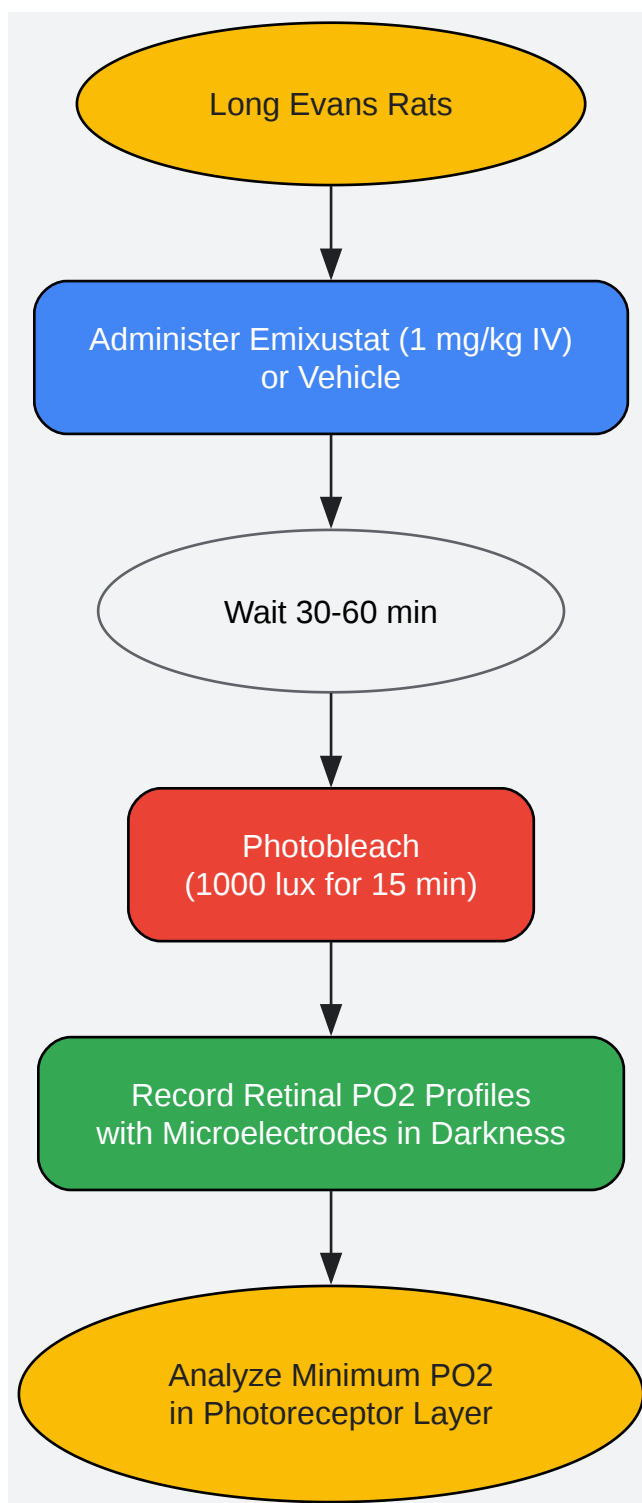 Long Evans Rats
Administer Emixustat (1 mg/kg IV)
or Vehicle
Wait 30-60 min
Photobleach
(1000 lux for 15 min)
Record Retinal PO2 Profiles
with Microelectrodes in Darkness
Analyze Minimum PO2
in Photoreceptor Layer